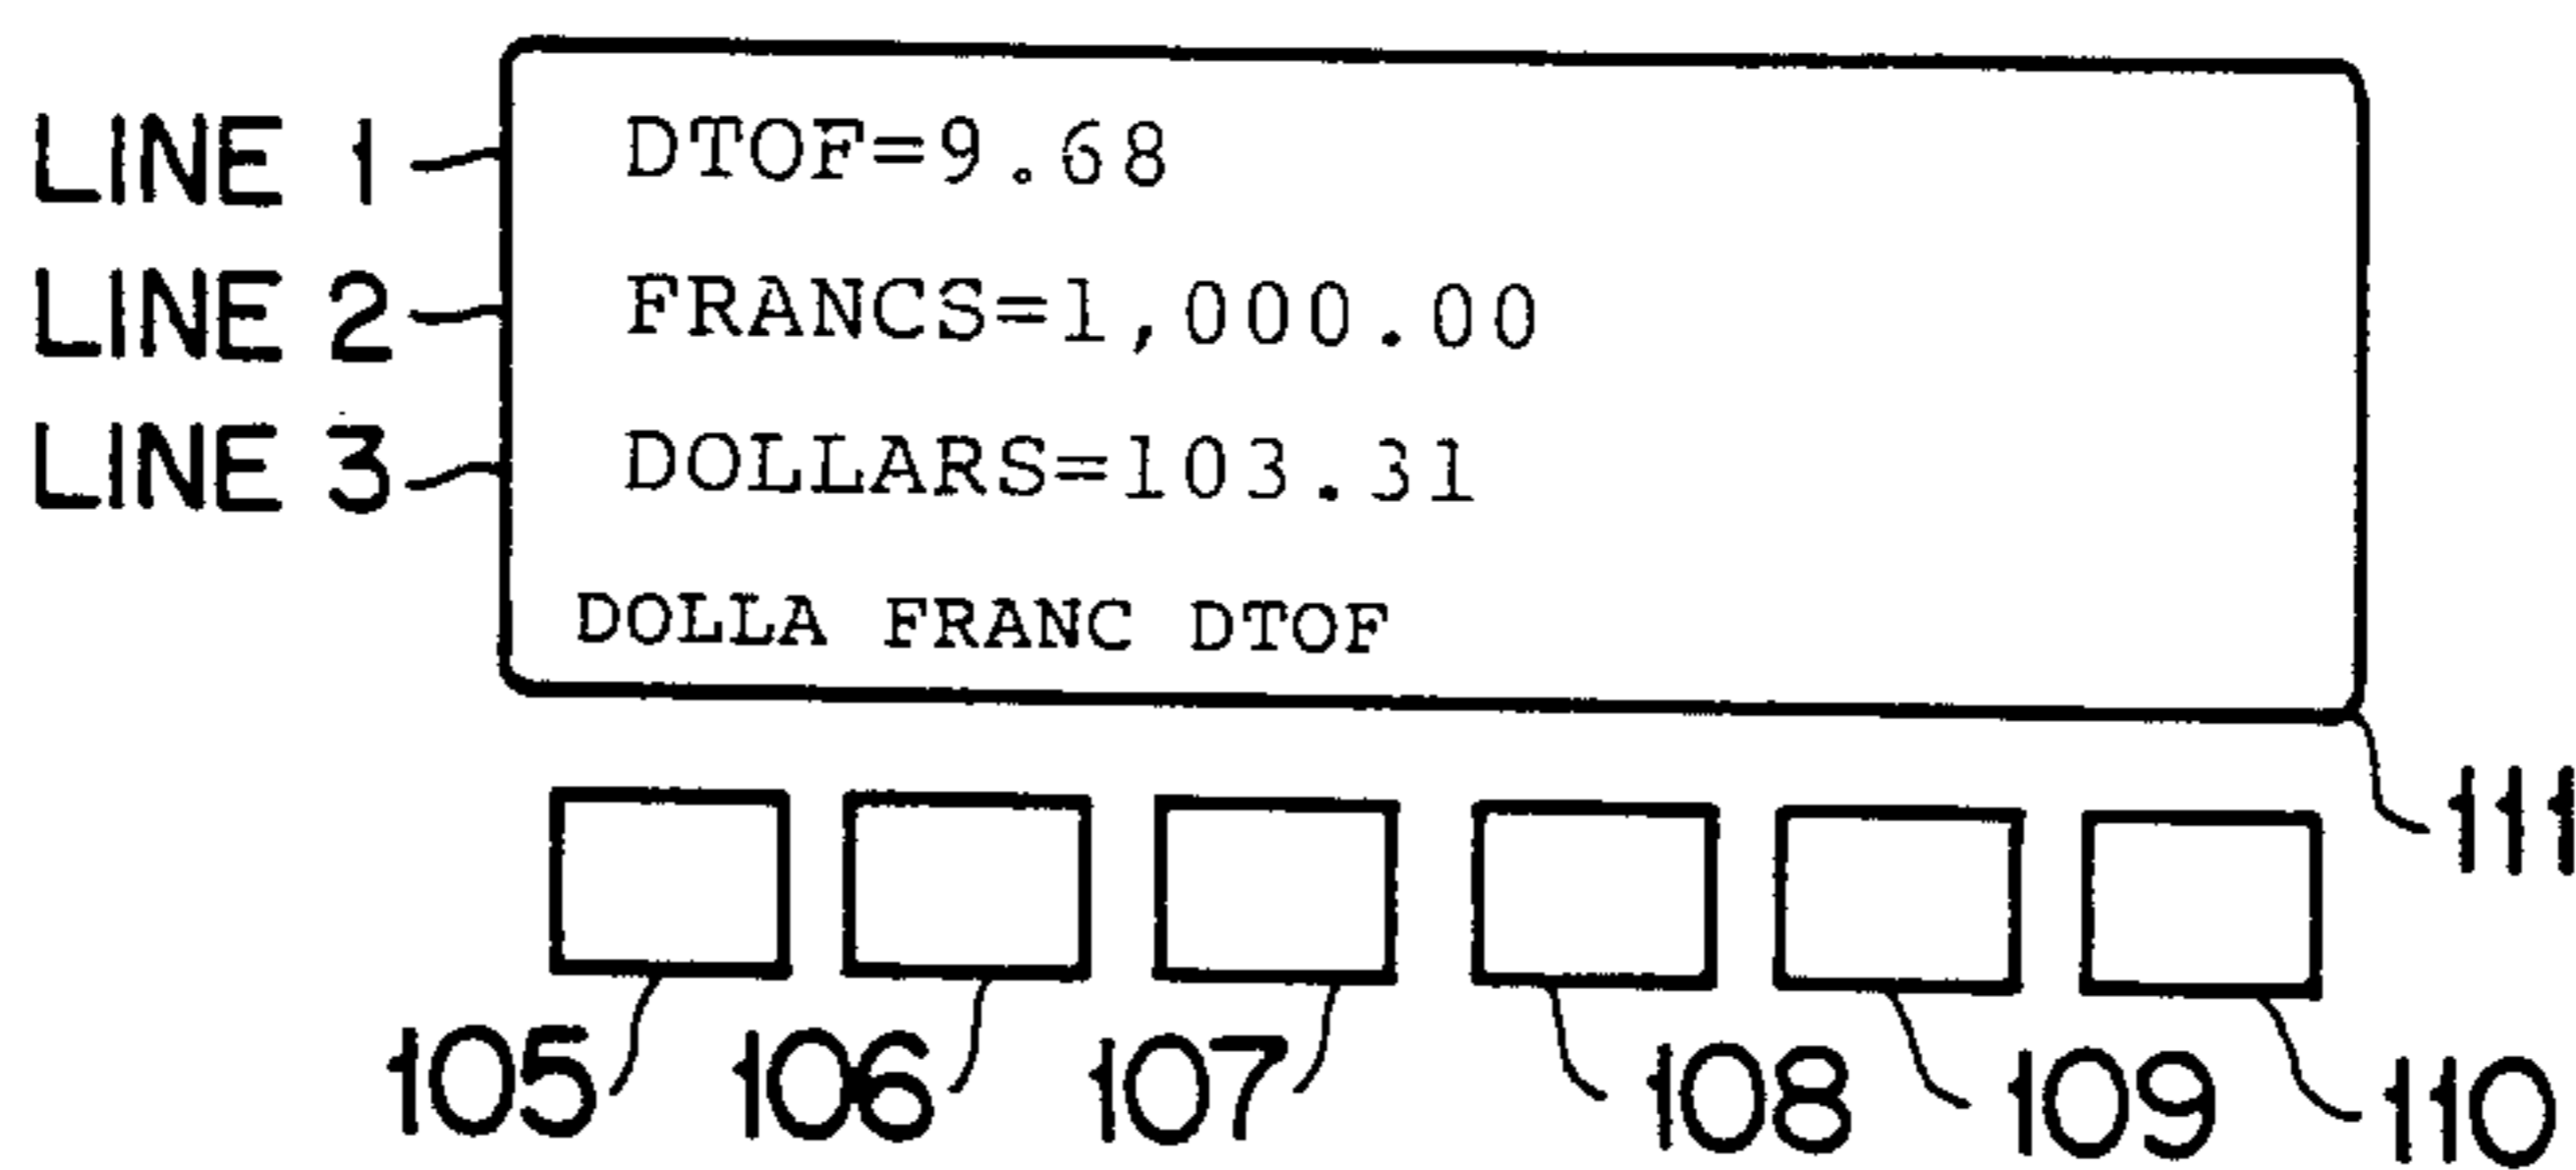 LINE 1 DTOF=9.68
LINE 2 FRANCS=1,000.00
LINE 3 DOLLARS=103.31
DOLLA FRANC DTOF
111
105 106 107 108 109 110